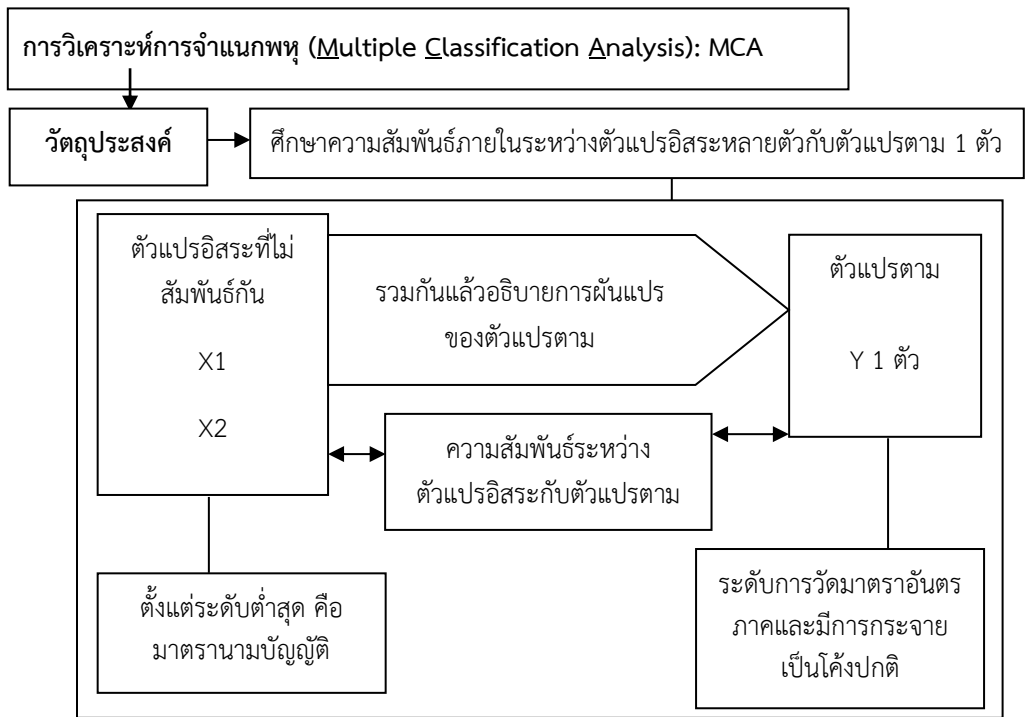 การวิเคราะห์การจำแนกพหุ (Multiple Classification Analysis): MCA
วัตถุประสงค์
ศึกษาความสัมพันธ์ภายในระหว่างตัวแปรอิสระหลายตัวกับตัวแปรตาม 1 ตัว
ตัวแปรอิสระที่ไม่
สัมพันธ์กัน
X1
X2
รวมกันแล้วอธิบายการผันแปร
ของตัวแปรตาม
ตัวแปรตาม
Y 1 ตัว
ความสัมพันธ์ระหว่าง
ตัวแปรอิสระกับตัวแปรตาม
ตั้งแต่ระดับต่ำสุด คือ
มาตรานามบัญญัติ
ระดับการวัดมาตราอันตร
ภาคและมีการกระจาย
เป็นโค้งปกติ